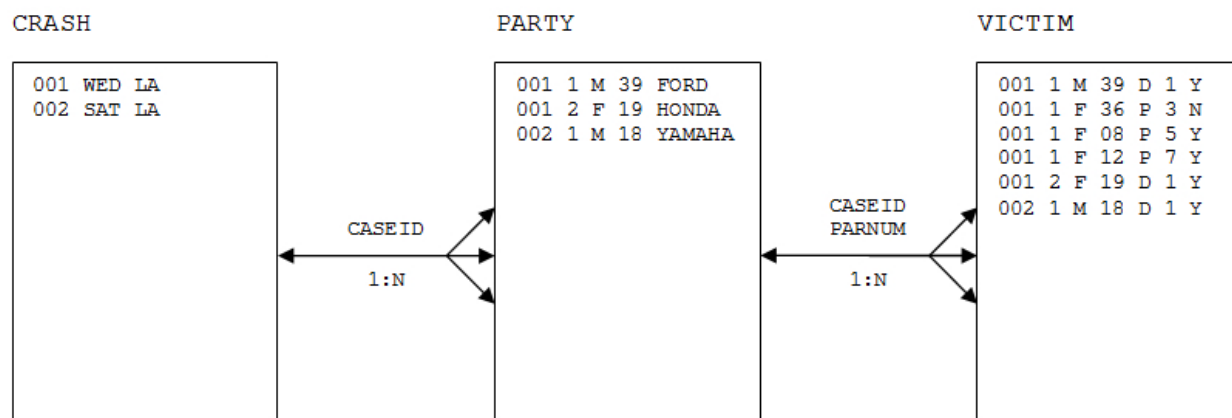 CRASH
001 WED LA
002 SAT LA
CASEID
1:N
PARTY
001 1 M 39 FORD
001 2 F 19 HONDA
002 1 M 18 YAMAHA
CASEID
PARNUM
1:N
VICTIM
001 1 M 39 D 1 Y
001 1 F 36 P 3 N
001 1 F 08 P 5 Y
001 1 F 12 P 7 Y
001 2 F 19 D 1 Y
002 1 M 18 D 1 Y